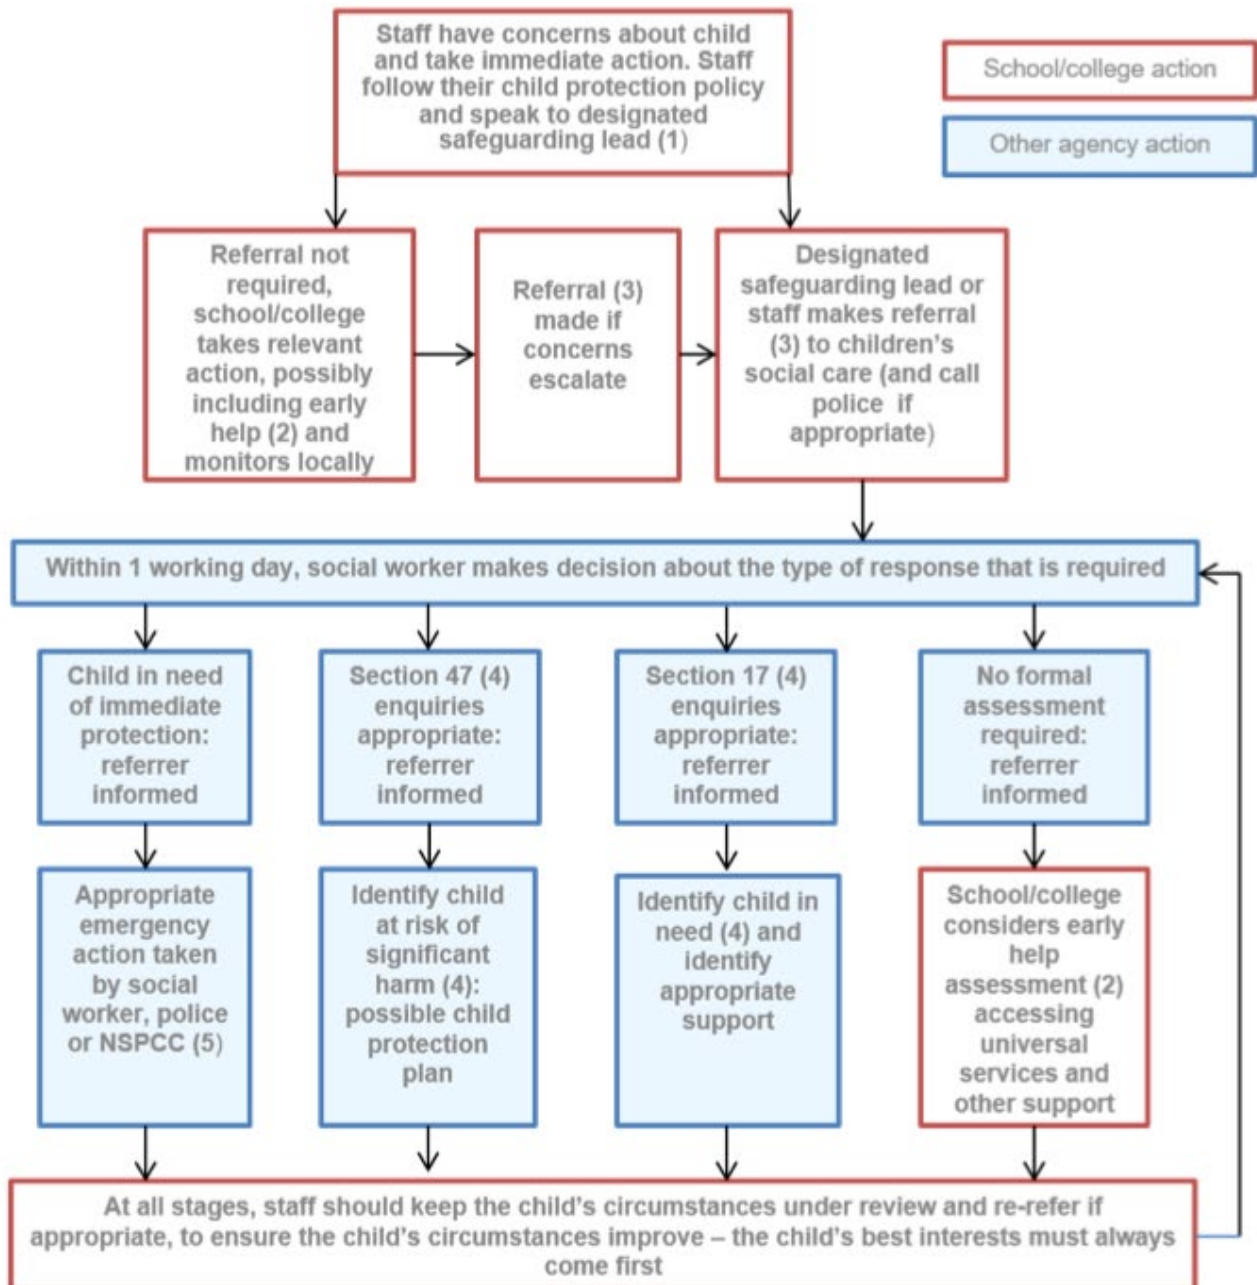 Staff have concerns about child
and take immediate action. Staff
follow their child protection policy
and speak to designated
safeguarding lead (1)
School/college action
Other agency action
Referral not
required,
school/college
takes relevant
action, possibly
including early
help (2) and
monitors locally
Referral (3)
made if
concerns
escalate
Designated
safeguarding lead or
staff makes referral
(3) to children's
social care (and call
police if
appropriate)
Within 1 working day, social worker makes decision about the type of response that is required
Child in need
of immediate
protection:
referrer
informed
Section 47 (4)
enquiries
appropriate:
referrer
informed
Section 17 (4)
enquiries
appropriate:
referrer
informed
No formal
assessment
required:
referrer
informed
Appropriate
emergency
action taken
by social
worker, police
or NSPCC (5)
Identify child
at risk of
significant
harm (4):
possible child
protection
plan
Identify child in
need (4) and
identify
appropriate
support
School/college
considers early
help
assessment (2)
accessing
universal
services and
other support
At all stages, staff should keep the child's circumstances under review and re-refer if
appropriate, to ensure the child's circumstances improve – the child's best interests must always
come first